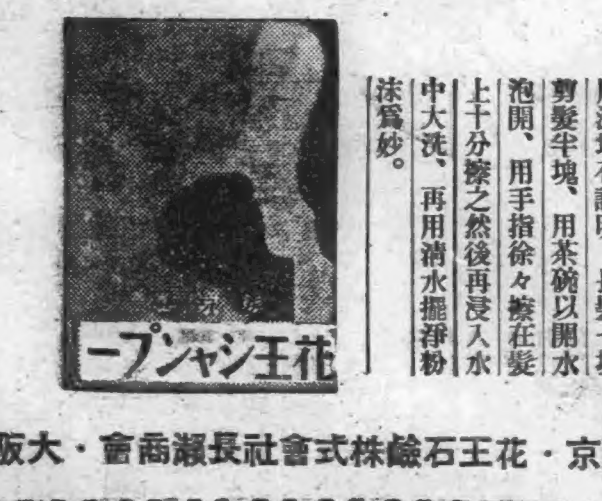 剪髮半塊、用茶碗以開水
泡開、用手指徐々擦在髮
上十分擦之然後再浸入水
中大洗、再用清水擺淨粉
沫爲妙。
花王シャンプー
京・花王石鹼株式會社長瀨商會・大阪